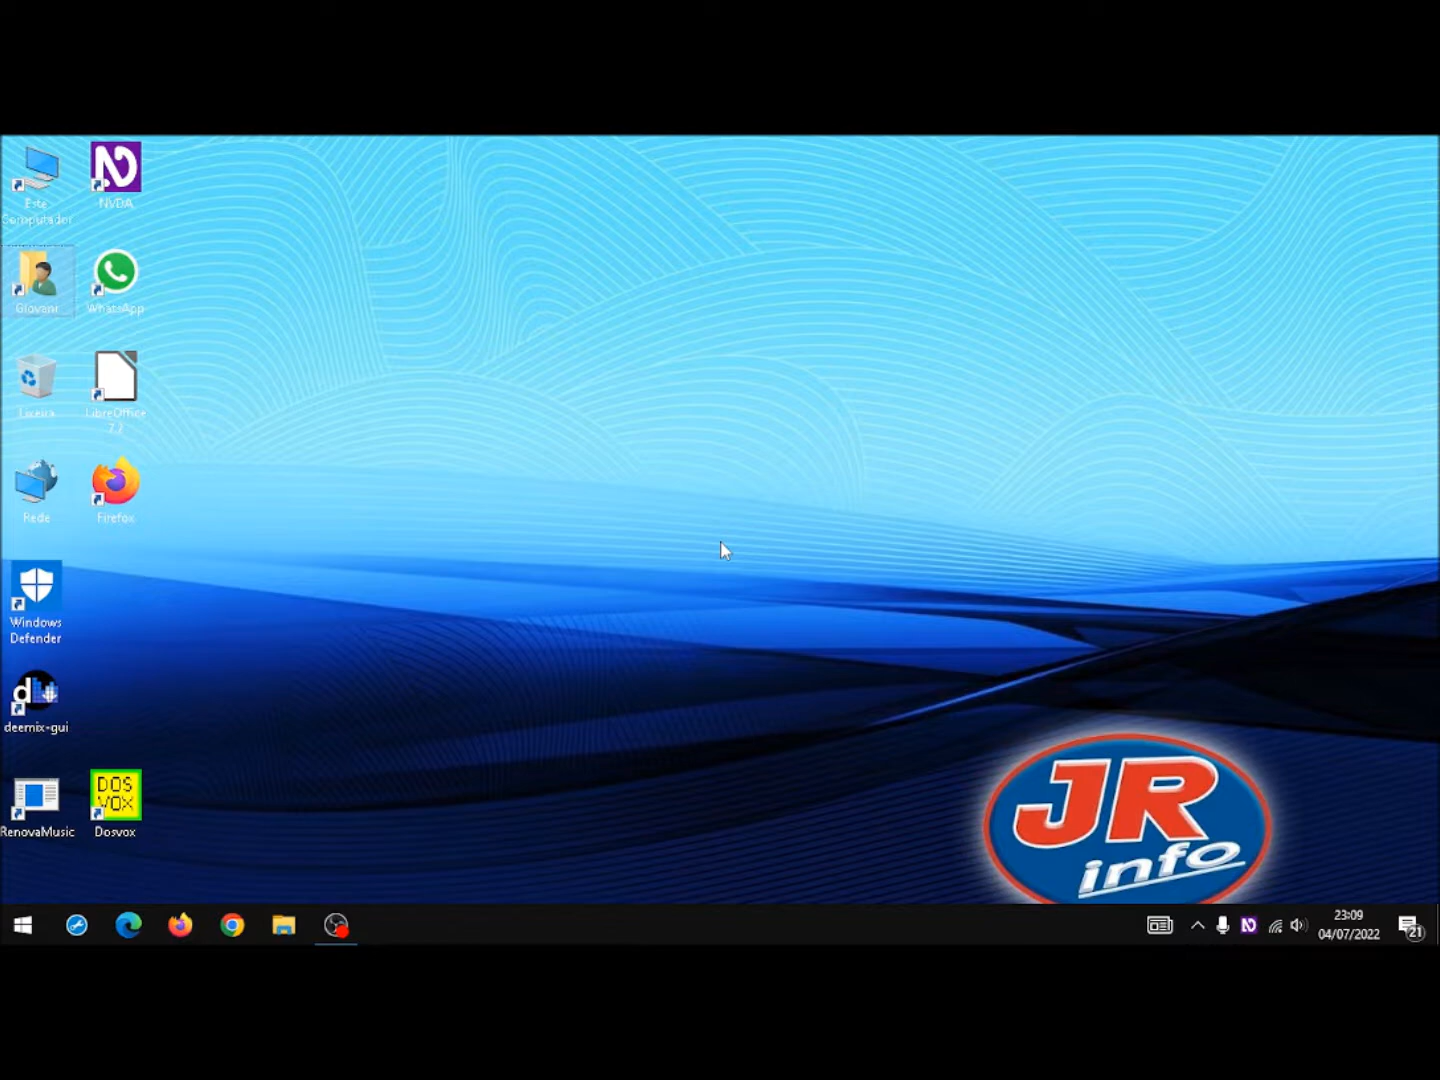 Este
Computador
NVDA
Giovani
WhatsApp
Lixeira
LibreOffice
7.2
Rede
Firefox
Windows
Defender
d
deemix-gui
RenovaMusic
DOS
VOX
Dosvox
JR
info
23:09
04/07/2022
21